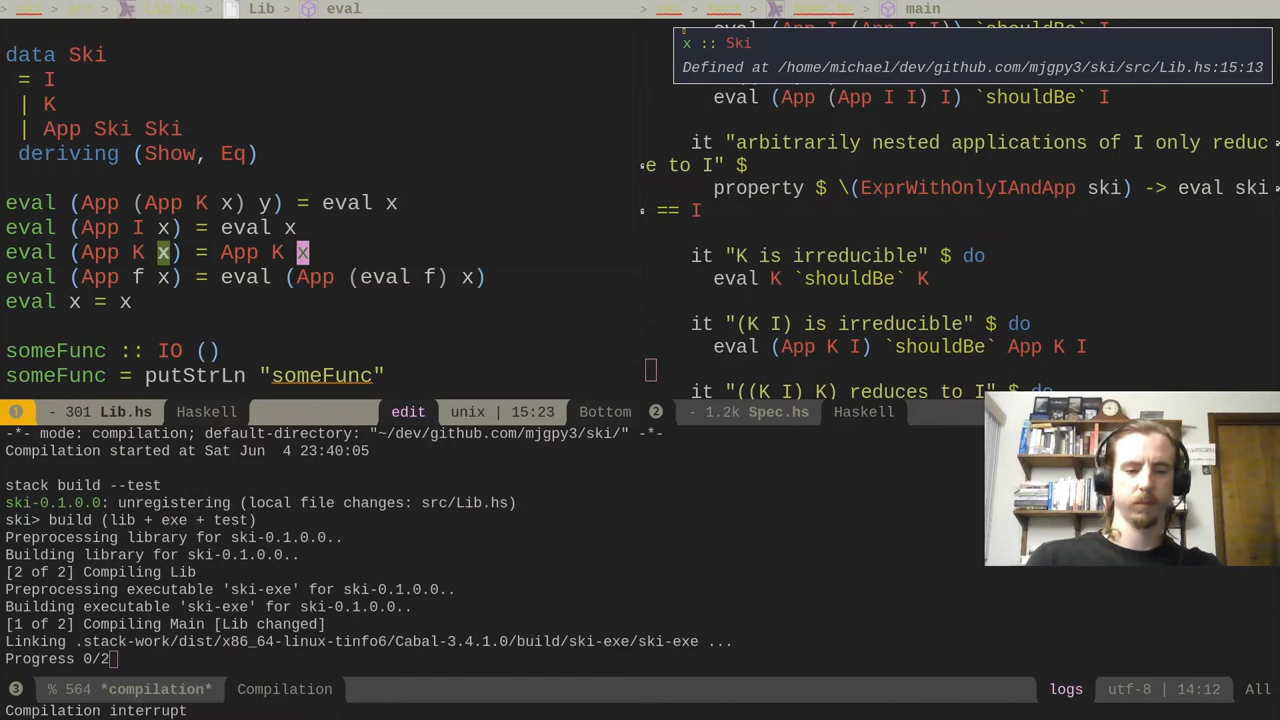 Lib.hs > Lib > eval
data Ski
= I
| K
| App Ski Ski
deriving (Show, Eq)
eval (App (App K x) y) = eval x
eval (App I x) = eval x
eval (App K x) = App K x
eval (App f x) = eval (App (eval f) x)
eval x = x
someFunc :: IO ()
someFunc = putStrLn "someFunc"
❶ - 301 Lib.hs Haskell edit unix | 15:23 Bottom
main
x :: Ski
Defined at /home/michael/dev/github.com/mjgpy3/ski/src/Lib.hs:15:13
eval (App (App I I) I) `shouldBe` I
it "arbitrarily nested applications of I only reduc
e to I" $
property $ \(ExprWithOnlyIAndApp ski) -> eval ski
== I
it "K is irreducible" $ do
eval K `shouldBe` K
it "(K I) is irreducible" $ do
eval (App K I) `shouldBe` App K I
it "((K I) K) reduces to I" $ do
❷ - 1.2k Spec.hs Haskell
-*- mode: compilation; default-directory: "~/dev/github.com/mjgpy3/ski/" -*-
Compilation started at Sat Jun  4 23:40:05
stack build --test
ski-0.1.0.0: unregistering (local file changes: src/Lib.hs)
ski> build (lib + exe + test)
Preprocessing library for ski-0.1.0.0..
Building library for ski-0.1.0.0..
[2 of 2] Compiling Lib
Preprocessing executable 'ski-exe' for ski-0.1.0.0..
Building executable 'ski-exe' for ski-0.1.0.0..
[1 of 2] Compiling Main [Lib changed]
Linking .stack-work/dist/x86_64-linux-tinfo6/Cabal-3.4.1.0/build/ski-exe/ski-exe ...
Progress 0/2
❸ % 564 *compilation* Compilation logs utf-8 | 14:12 All
Compilation interrupt